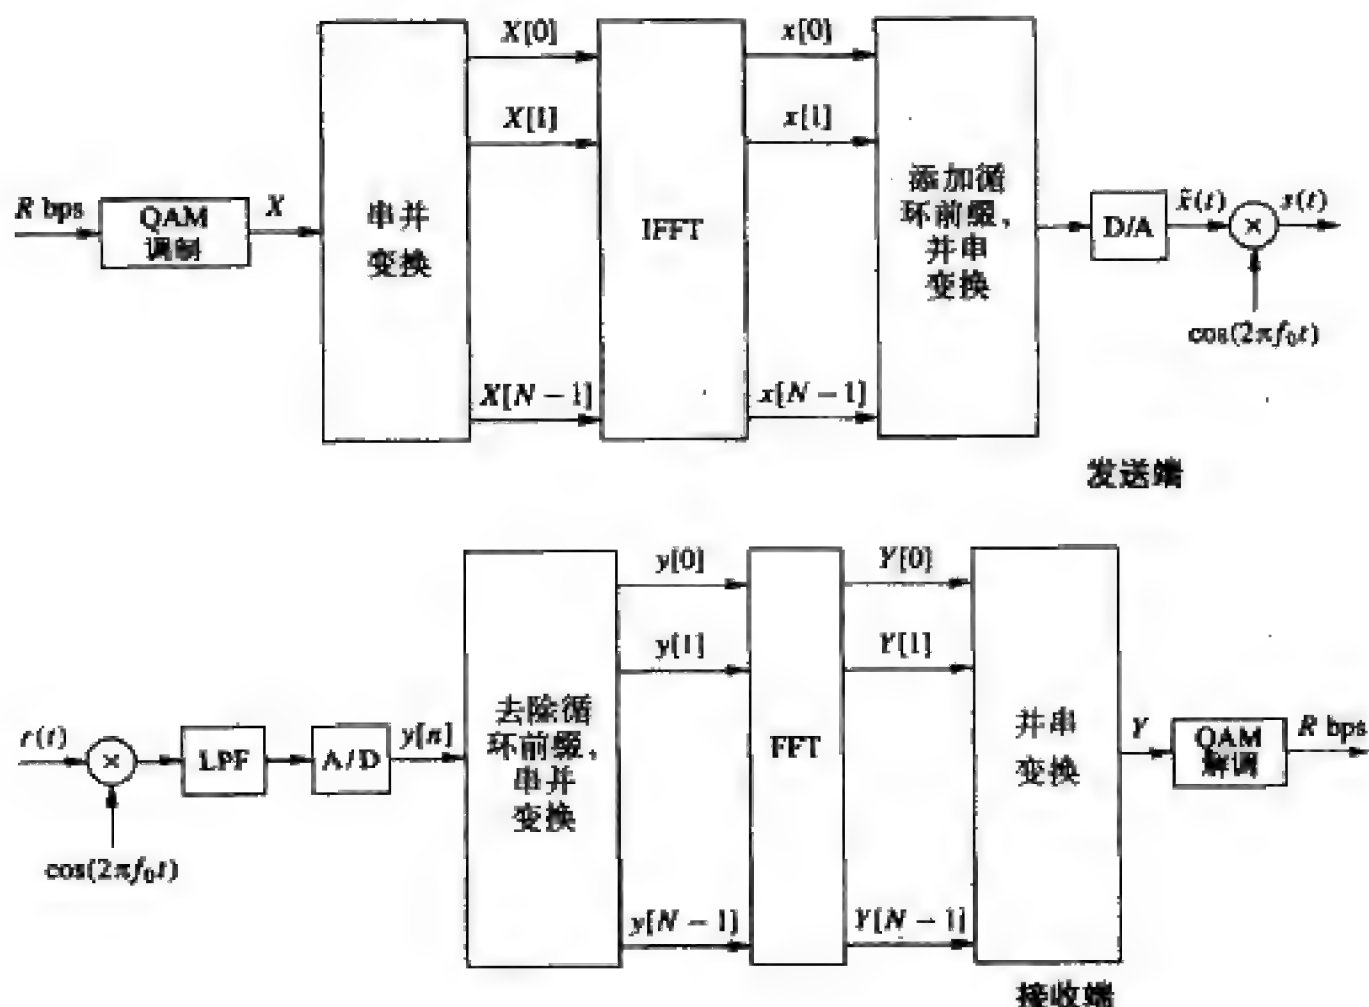 R bps
QAM
调制
X
串并
变换
X[0]
X[1]
X[N − 1]
IFFT
x[0]
x[1]
x[N − 1]
添加循
环前缀，
并串
变换
D/A
x̃(t)
×
s(t)
cos(2πf₀t)
发送端
r(t)
×
cos(2πf₀t)
LPF
A/D
y[n]
去除循
环前缀，
串并
变换
y[0]
y[1]
y[N − 1]
FFT
Y[0]
Y[1]
Y[N − 1]
并串
变换
Y
QAM
解调
R bps
接收端